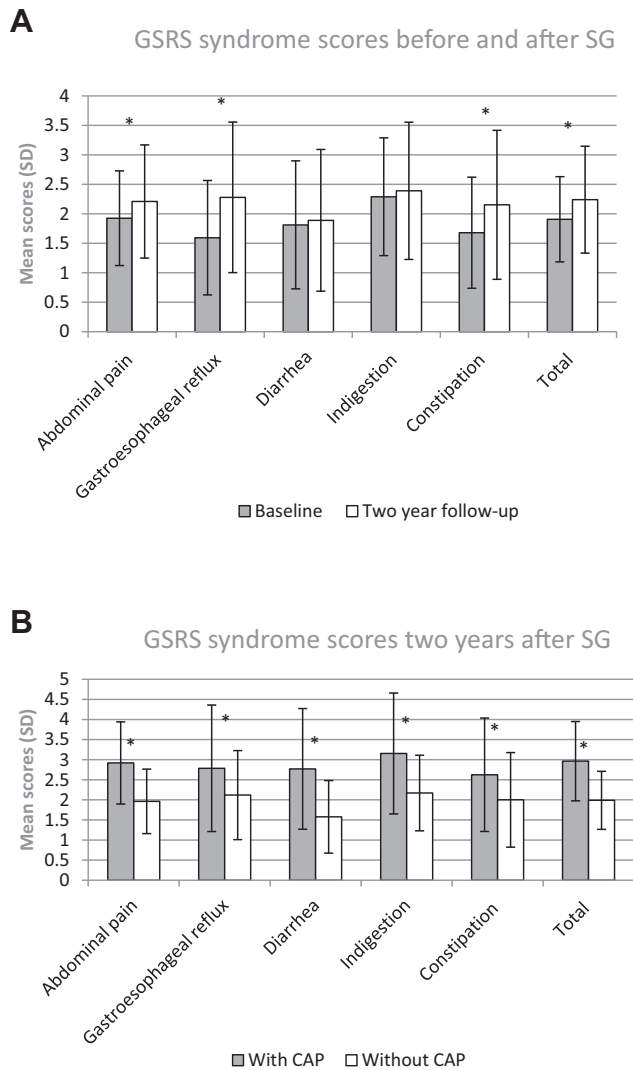 A
GSRS syndrome scores before and after SG
Mean scores (SD)
4
3.5
3
2.5
2
1.5
1
0.5
0
* * * *
Abdominal pain
Gastroesophageal reflux
Diarrhea
Indigestion
Constipation
Total
Baseline Two year follow-up
B
GSRS syndrome scores two years after SG
Mean scores (SD)
5
4.5
4
3.5
3
2.5
2
1.5
1
0.5
0
* * * * * *
Abdominal pain
Gastroesophageal reflux
Diarrhea
Indigestion
Constipation
Total
With CAP Without CAP